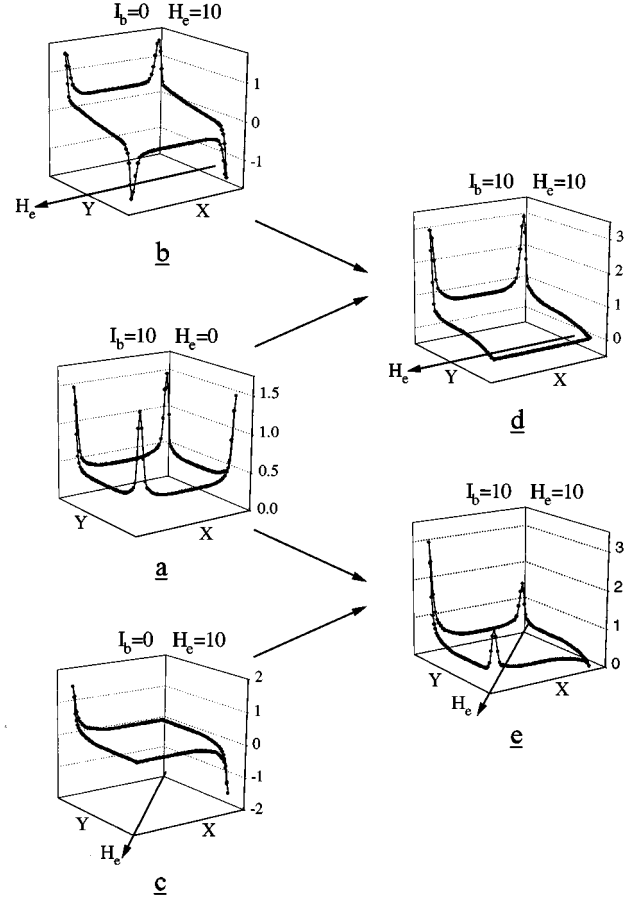 I_b=0 H_e=10
1
0
-1
H_e
Y
X
b
I_b=10 H_e=10
3
2
1
0
H_e
Y
X
d
I_b=10 H_e=0
1.5
1.0
0.5
0.0
Y
X
a
I_b=10 H_e=10
3
2
1
0
Y
X
H_e
e
I_b=0 H_e=10
2
1
0
-1
-2
Y
X
H_e
c